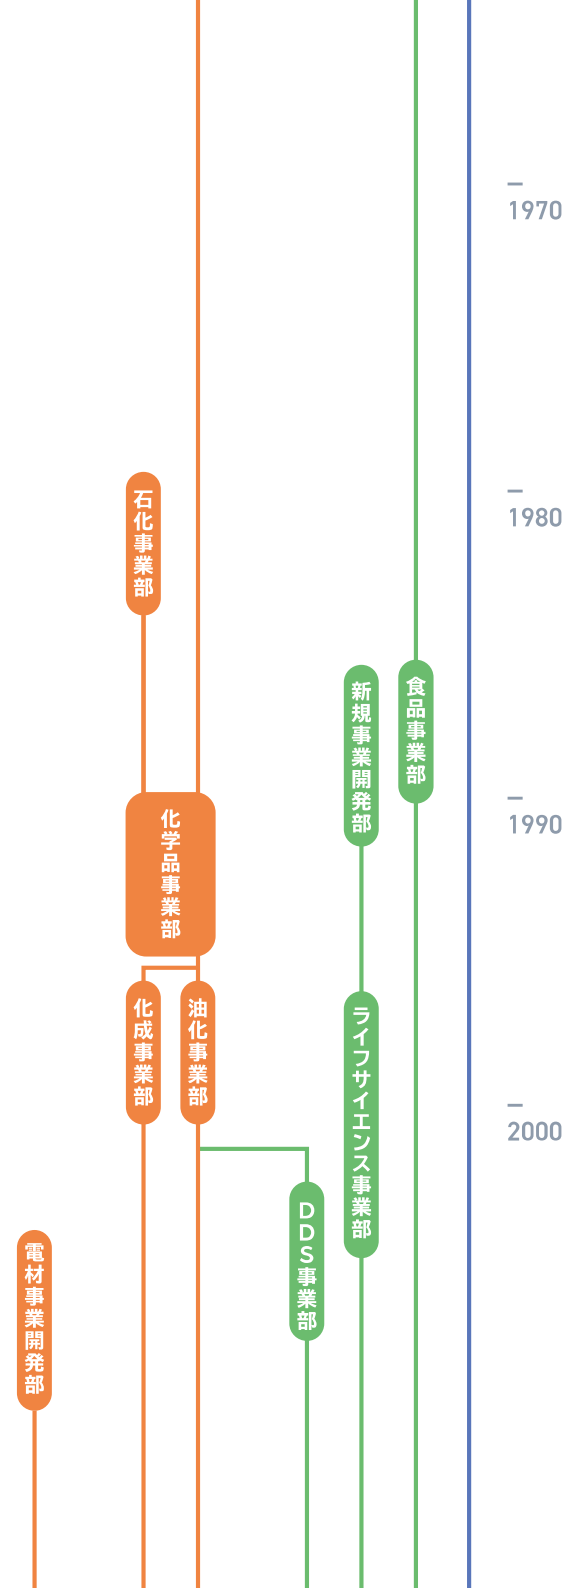 1970
石化事業部
1980
食品事業部
新規事業開発部
化学品事業部
1990
化成事業部
油化事業部
ライフサイエンス事業部
2000
DDS事業部
電材事業開発部